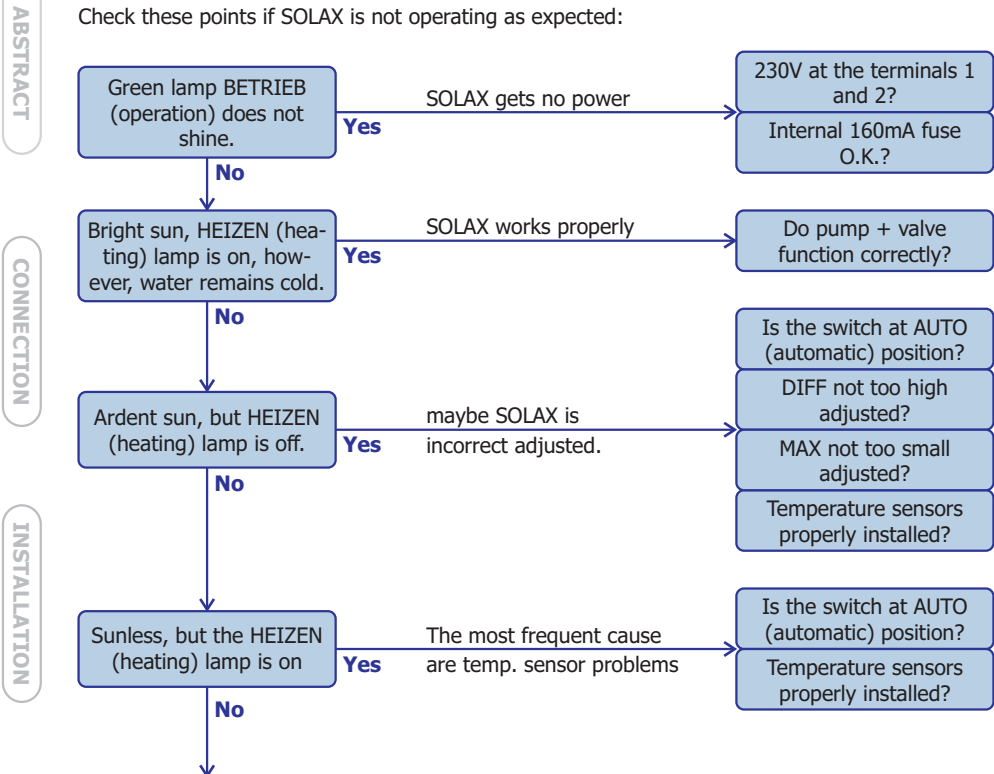 Check these points if SOLAX is not operating as expected:
ABSTRACT
Green lamp BETRIEB
(operation) does not
shine.
Yes
SOLAX gets no power
230V at the terminals 1
and 2?
Internal 160mA fuse
O.K.?
No
Bright sun, HEIZEN (hea-
ting) lamp is on, how-
ever, water remains cold.
Yes
SOLAX works properly
Do pump + valve
function correctly?
No
CONNECTION
Ardent sun, but HEIZEN
(heating) lamp is off.
Yes
maybe SOLAX is
incorrect adjusted.
Is the switch at AUTO
(automatic) position?
DIFF not too high
adjusted?
MAX not too small
adjusted?
Temperature sensors
properly installed?
No
INSTALLATION
Sunless, but the HEIZEN
(heating) lamp is on
Yes
The most frequent cause
are temp. sensor problems
Is the switch at AUTO
(automatic) position?
Temperature sensors
properly installed?
No